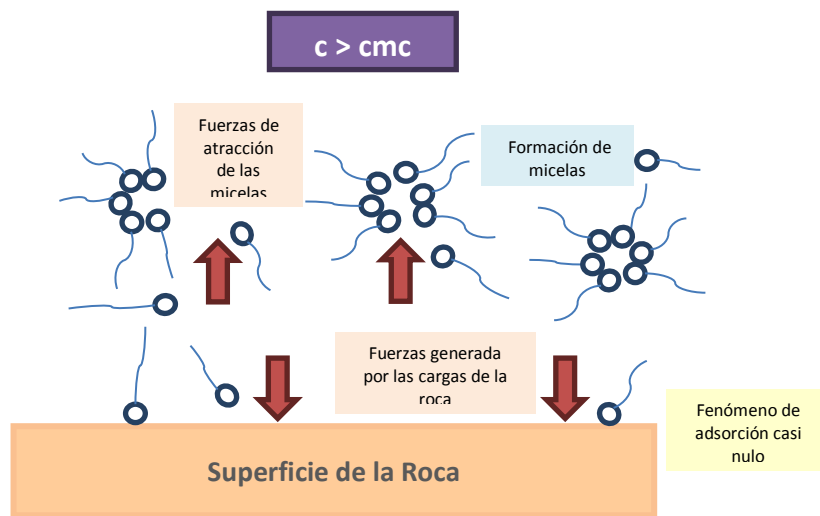 c > cmc
Fuerzas de
atracción
de las
micelas
Formación de
micelas
Fuerzas generada
por las cargas de la
roca
Fenómeno de
adsorción casi
nulo
Superficie de la Roca